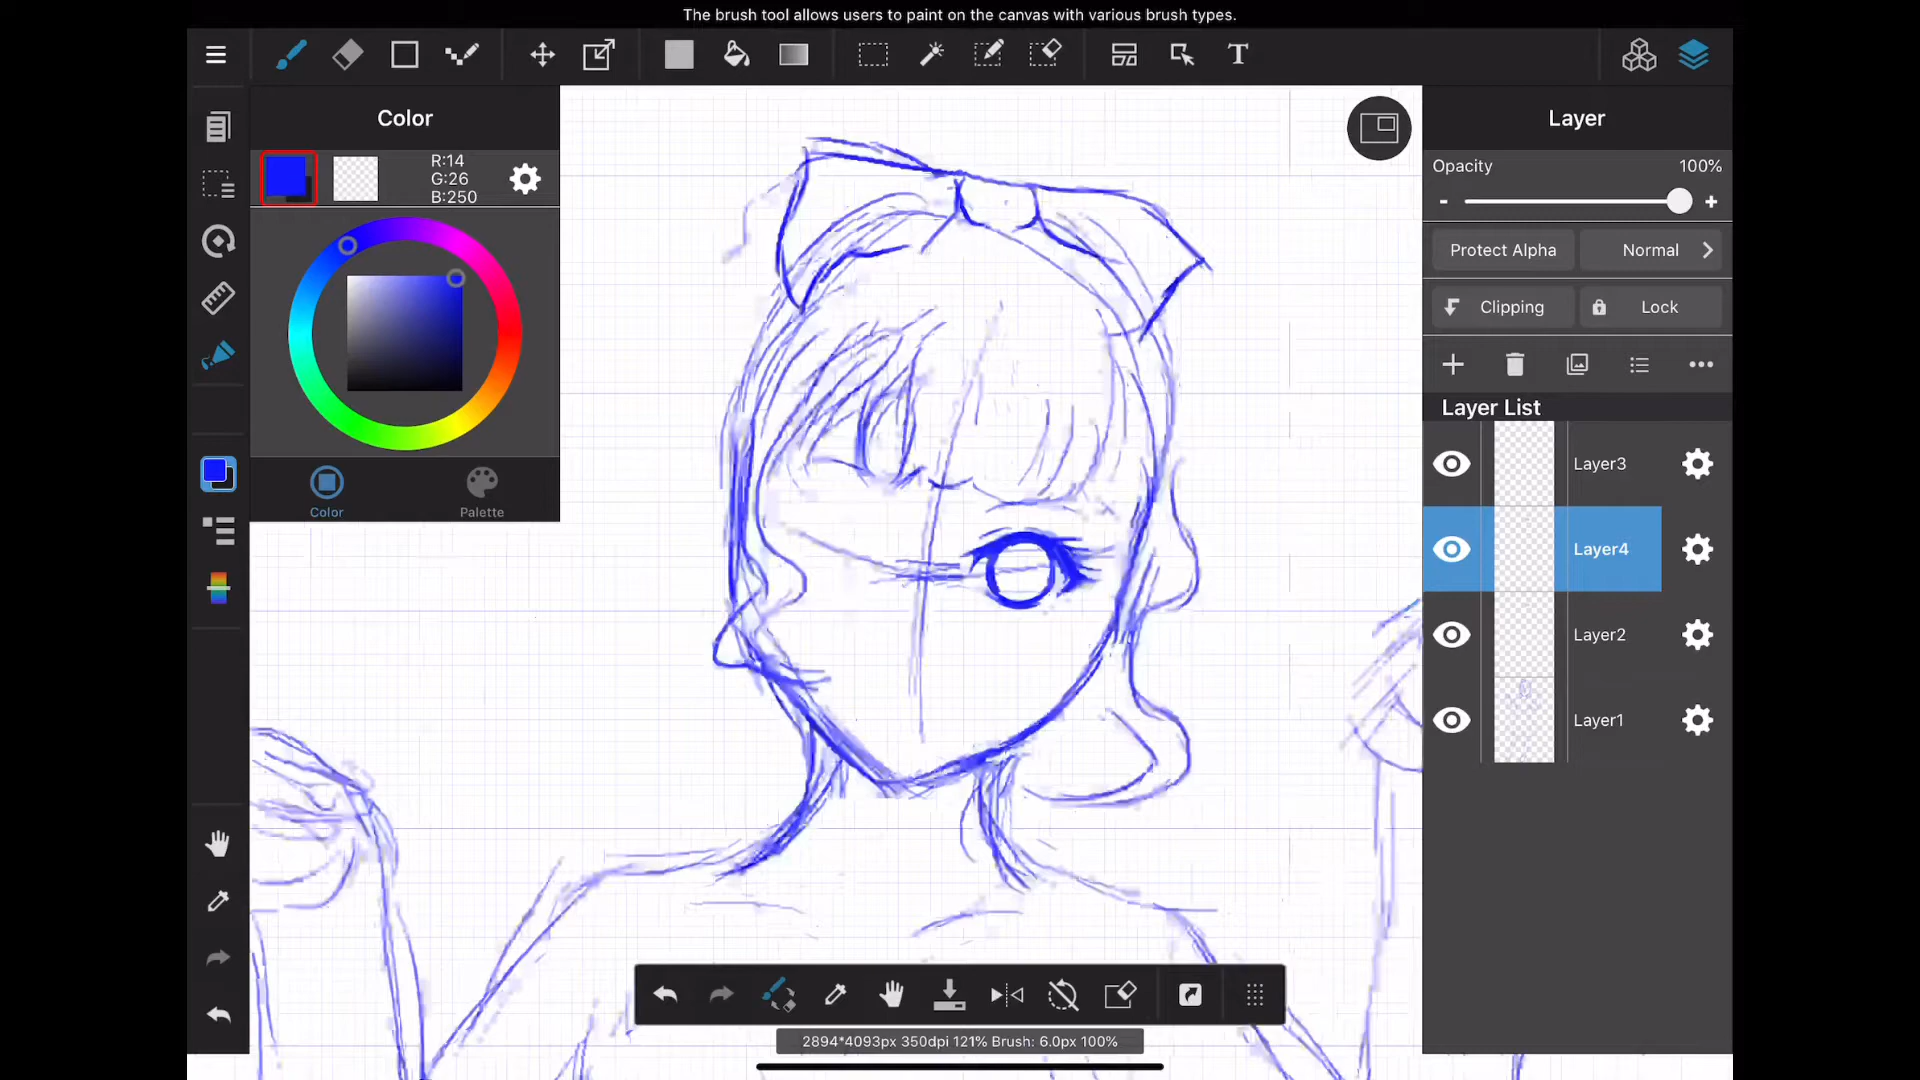 The brush tool allows users to paint on the canvas with various brush types.
T
Color
R:14
G:26
B:250
Color
Palette
Layer
Opacity 100%
- +
Protect Alpha Normal
Clipping Lock
Layer List
Layer3
Layer4
Layer2
Layer1
2894*4093px 350dpi 121% Brush: 6.0px 100%